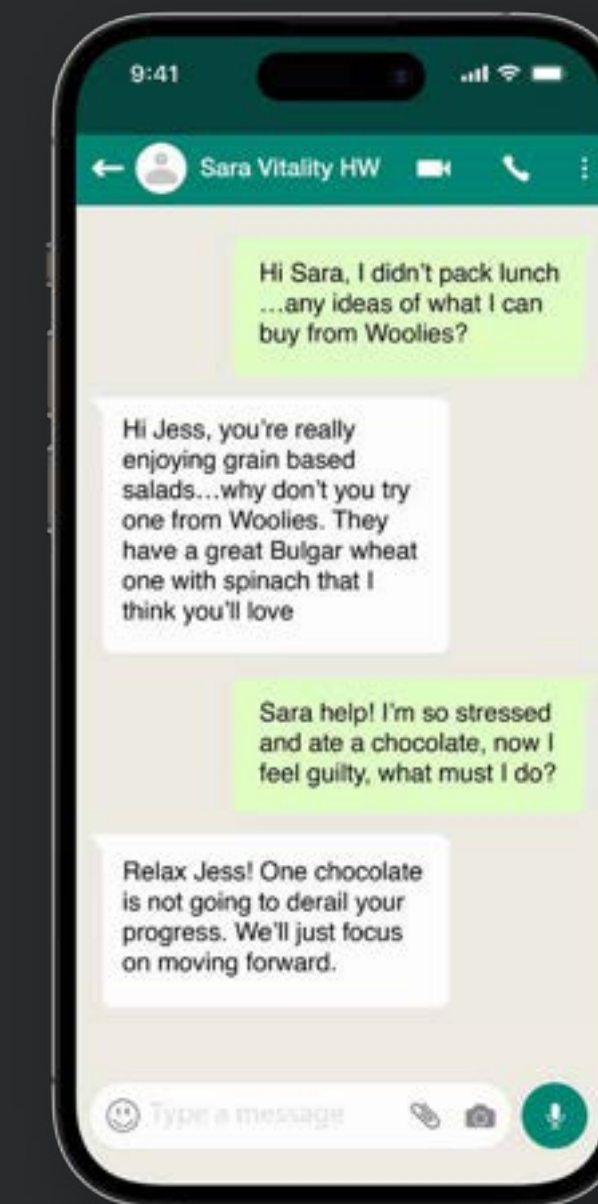 9:41
Sara Vitality HW
Hi Sara, I didn't pack lunch
...any ideas of what I can
buy from Woolies?
Hi Jess, you're really
enjoying grain based
salads...why don't you try
one from Woolies. They
have a great Bulgar wheat
one with spinach that I
think you'll love
Sara help! I'm so stressed
and ate a chocolate, now I
feel guilty, what must I do?
Relax Jess! One chocolate
is not going to derail your
progress. We'll just focus
on moving forward.
Type a message